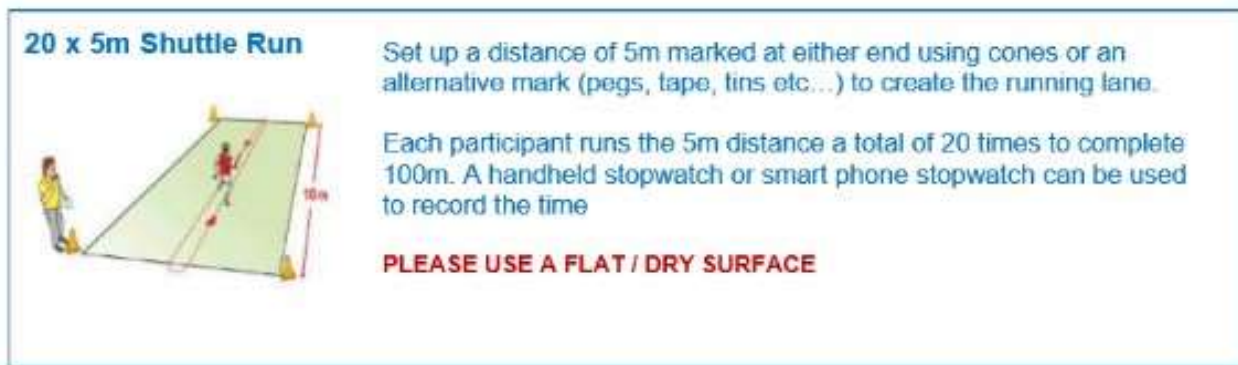 20 x 5m Shuttle Run
Set up a distance of 5m marked at either end using cones or an
alternative mark (pegs, tape, tins etc...) to create the running lane.
Each participant runs the 5m distance a total of 20 times to complete
100m. A handheld stopwatch or smart phone stopwatch can be used
to record the time
PLEASE USE A FLAT / DRY SURFACE
10m